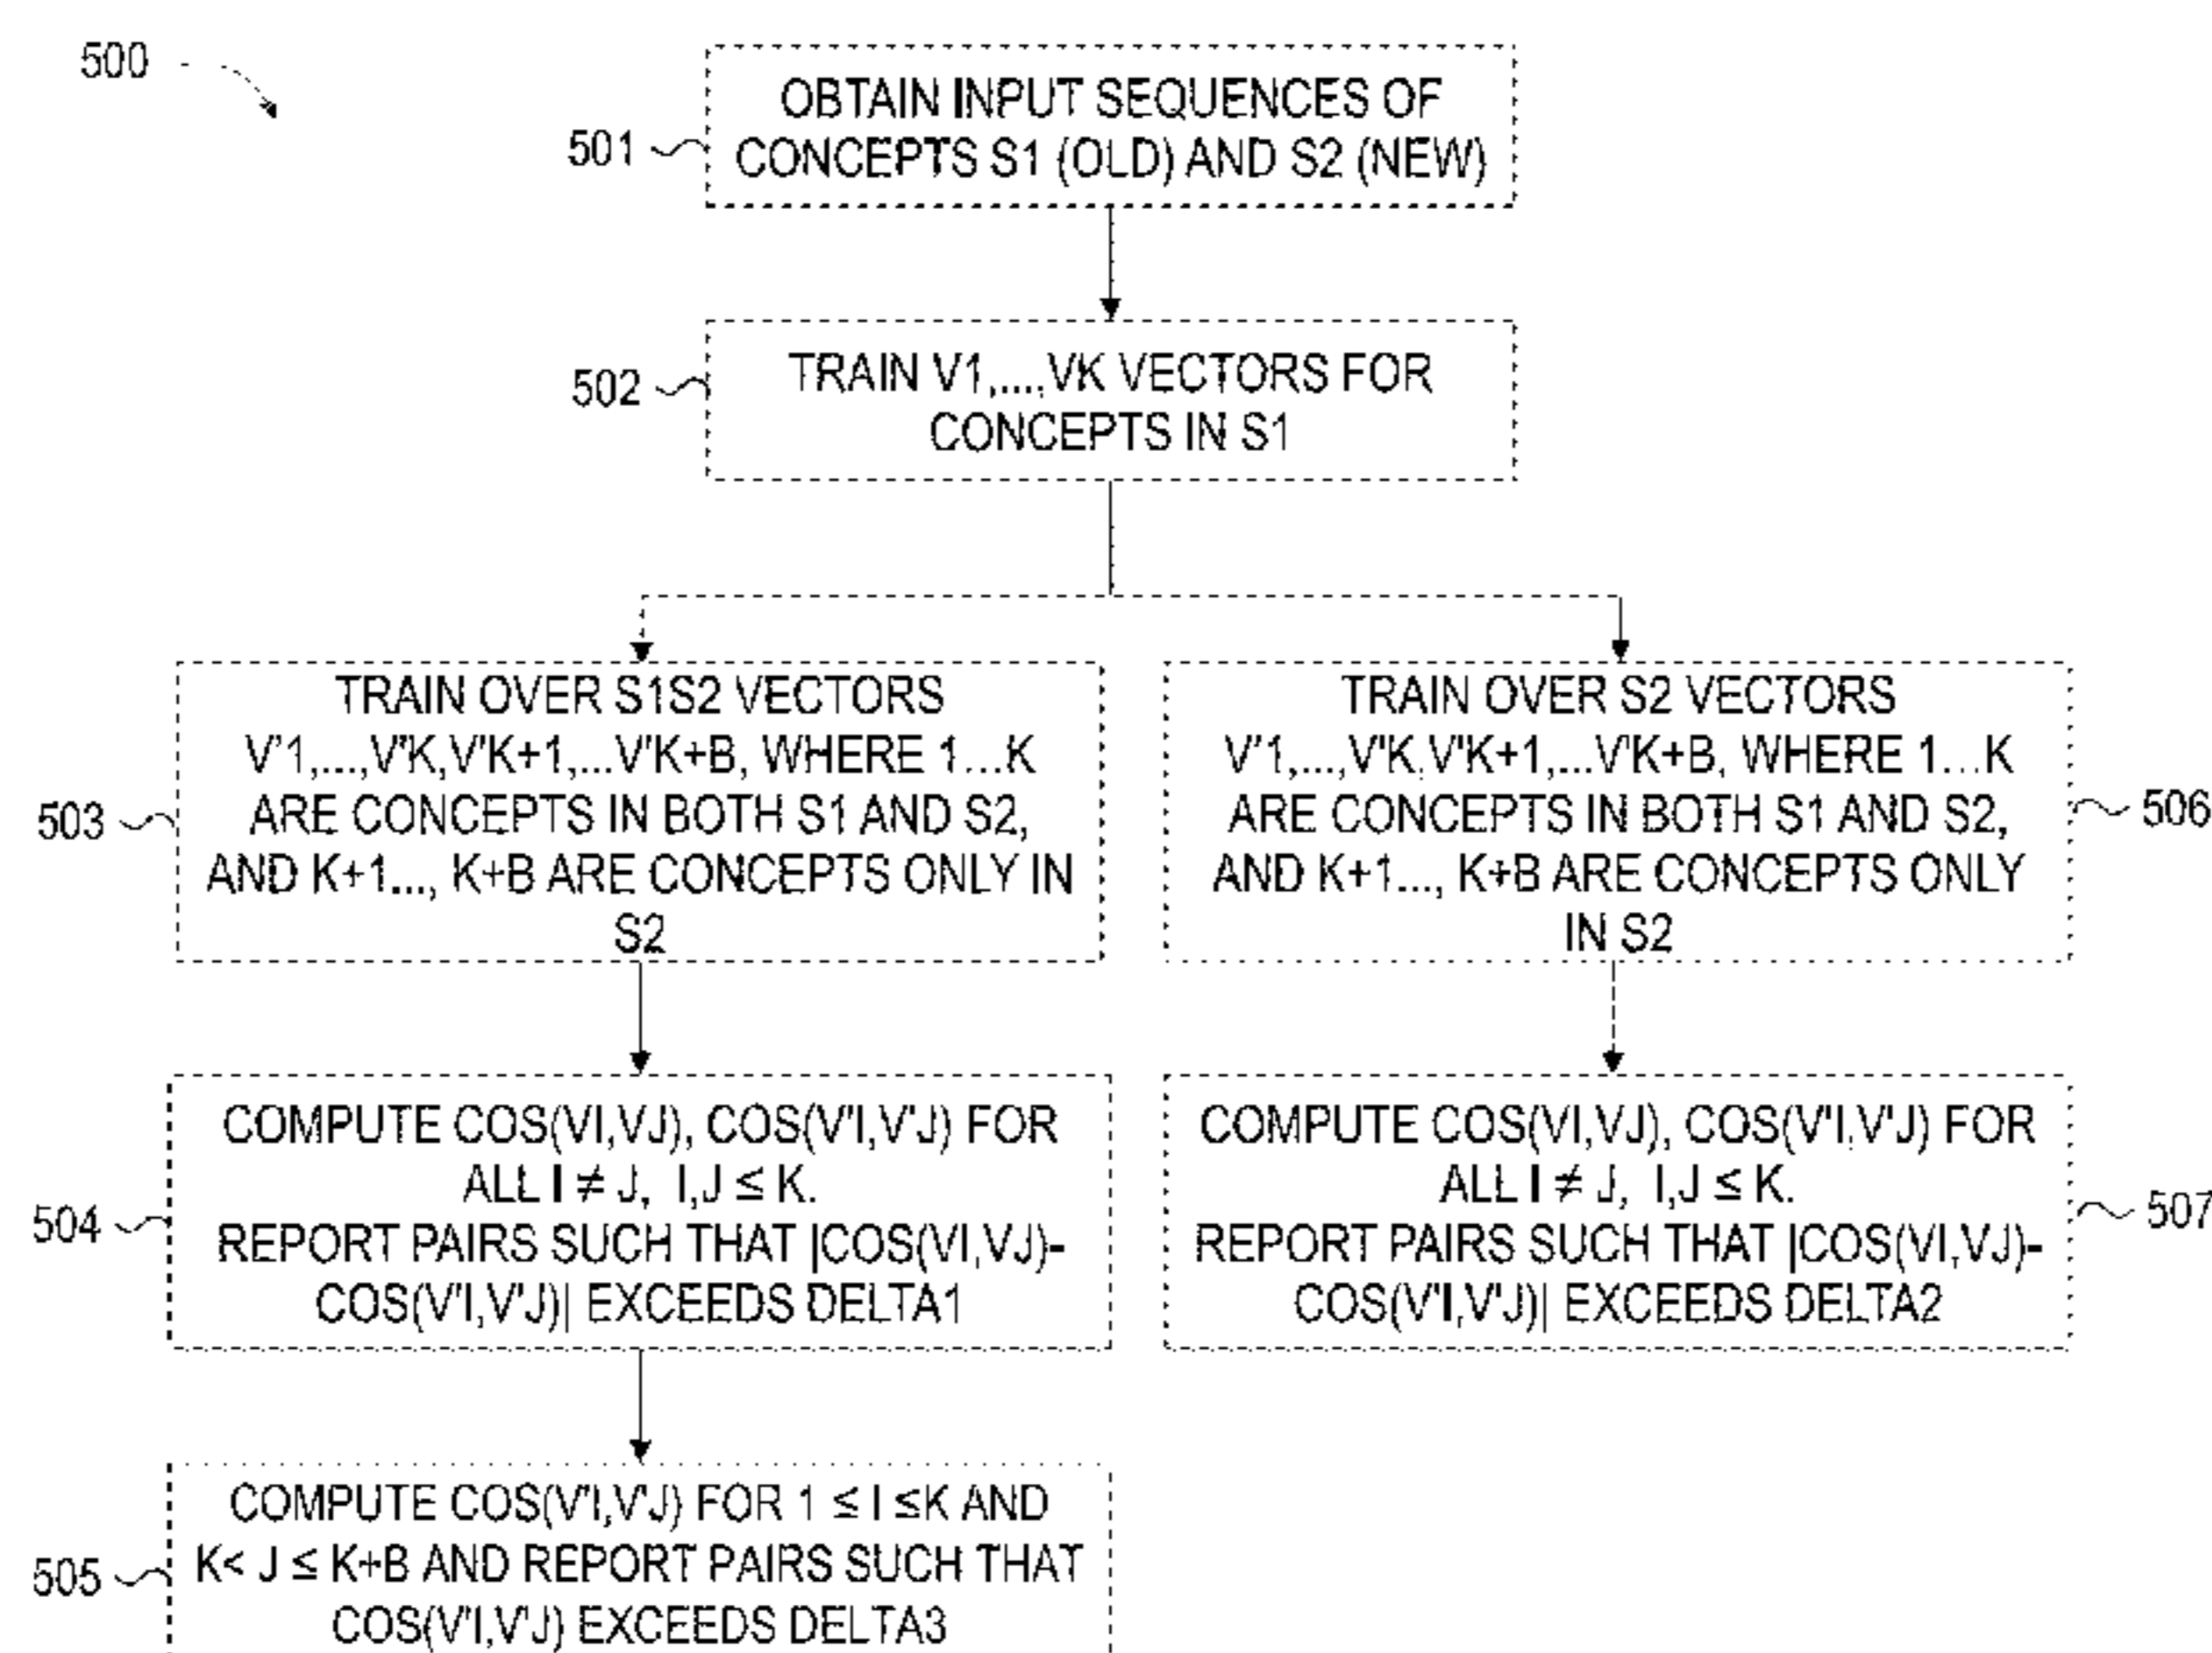 500
OBTAIN INPUT SEQUENCES OF
CONCEPTS S1 (OLD) AND S2 (NEW)
501
TRAIN V1,....,VK VECTORS FOR
CONCEPTS IN S1
502
TRAIN OVER S1S2 VECTORS
V'1,...,V'K,V'K+1,...V'K+B, WHERE 1...K
ARE CONCEPTS IN BOTH S1 AND S2,
AND K+1..., K+B ARE CONCEPTS ONLY IN
S2
503
TRAIN OVER S2 VECTORS
V'1,...,V'K,V'K+1,...V'K+B, WHERE 1...K
ARE CONCEPTS IN BOTH S1 AND S2,
AND K+1..., K+B ARE CONCEPTS ONLY
IN S2
506
COMPUTE COS(VI,VJ), COS(V'I,V'J) FOR
ALL I ≠ J, I,J ≤ K.
REPORT PAIRS SUCH THAT |COS(VI,VJ)-
COS(V'I,V'J)| EXCEEDS DELTA1
504
COMPUTE COS(VI,VJ), COS(V'I,V'J) FOR
ALL I ≠ J, I,J ≤ K.
REPORT PAIRS SUCH THAT |COS(VI,VJ)-
COS(V'I,V'J)| EXCEEDS DELTA2
507
COMPUTE COS(V'I,V'J) FOR 1 ≤ I ≤K AND
K< J ≤ K+B AND REPORT PAIRS SUCH THAT
COS(V'I,V'J) EXCEEDS DELTA3
505